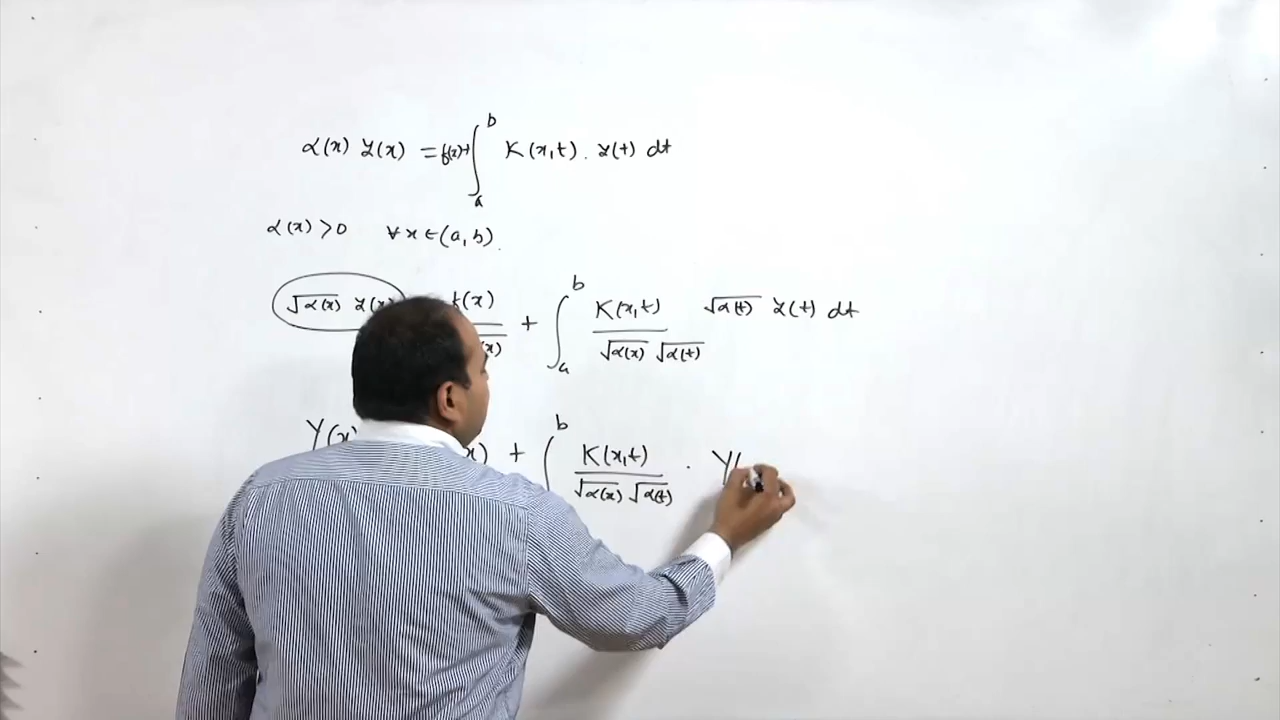 α(x) y(x) = f(x)+ ∫_a^b K(x,t). y(t) dt
α(x) > 0 ∀ x ∈ (a, b).
√α(x) y(x) f(x)/ (x) + ∫_a^b K(x,t)/√α(x) √α(t) √α(t) y(t) dt
Y(x) x) + ∫^b K(x,t)/√α(x) √α(t) . Y(